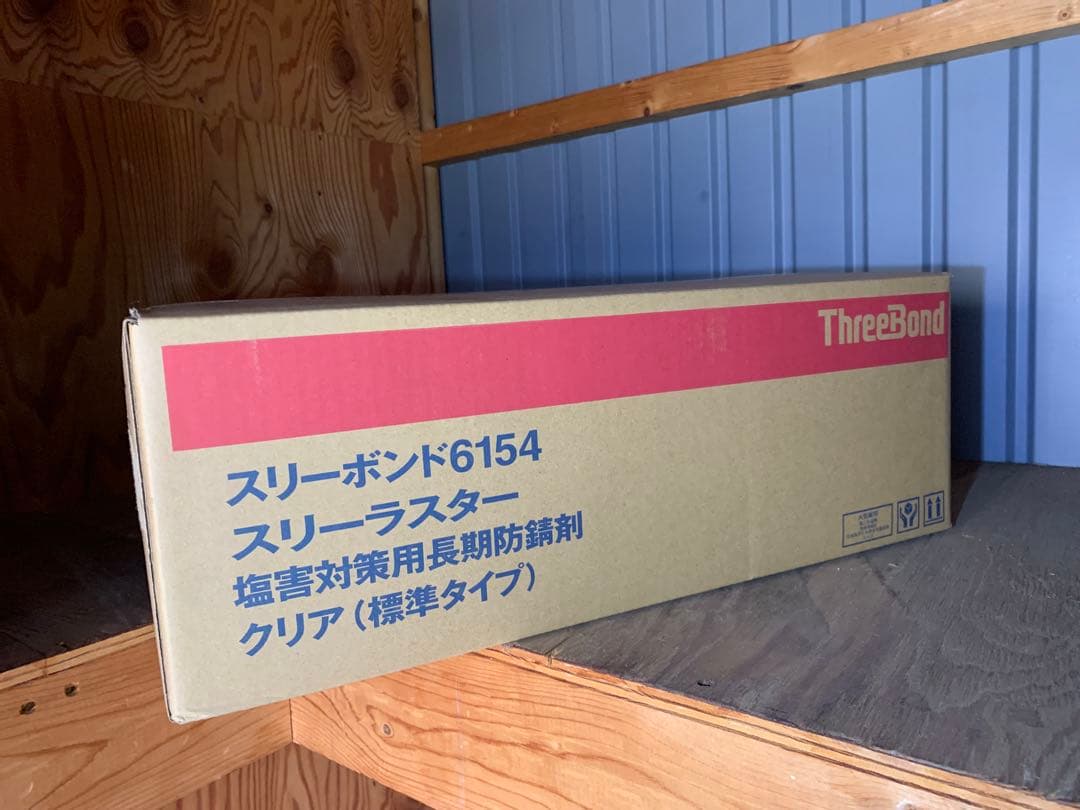 ThreeBond
スリーボンド6154
スリーラスター
塩害対策用長期防錆剤
クリア（標準タイプ）